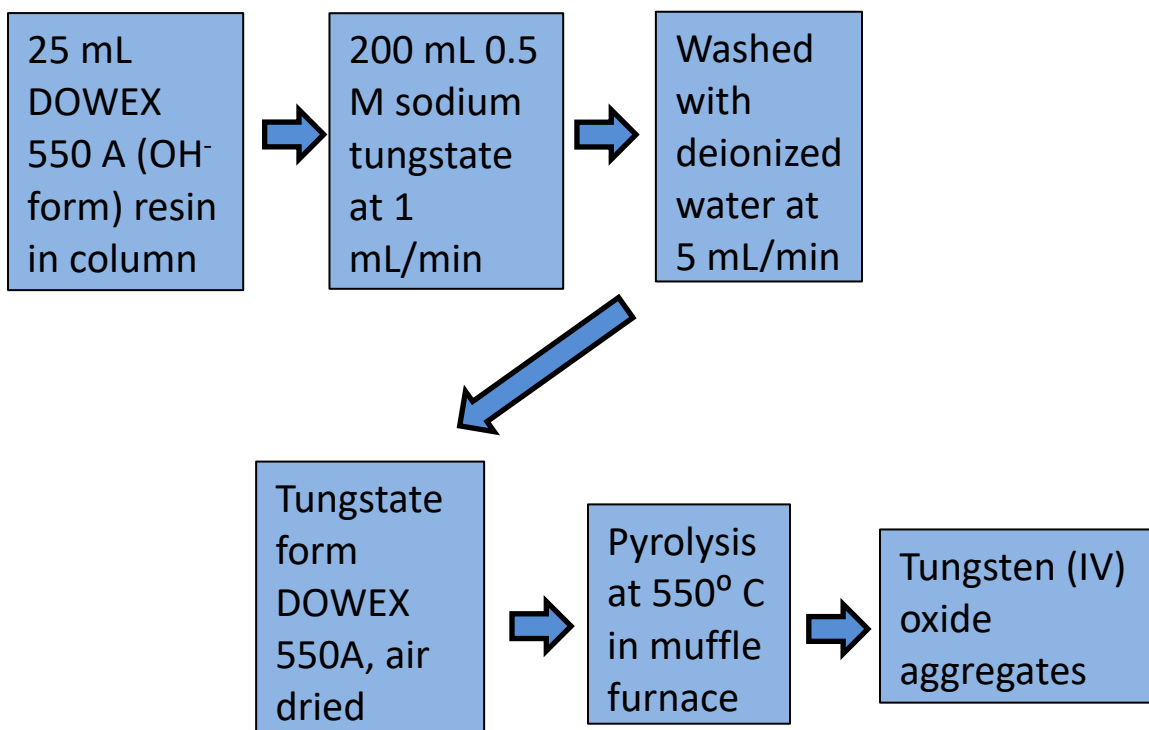 25 mL
DOWEX
550 A (OH⁻
form) resin
in column
200 mL 0.5
M sodium
tungstate
at 1
mL/min
Washed
with
deionized
water at
5 mL/min
Tungstate
form
DOWEX
550A, air
dried
Pyrolysis
at 550⁰ C
in muffle
furnace
Tungsten (IV)
oxide
aggregates